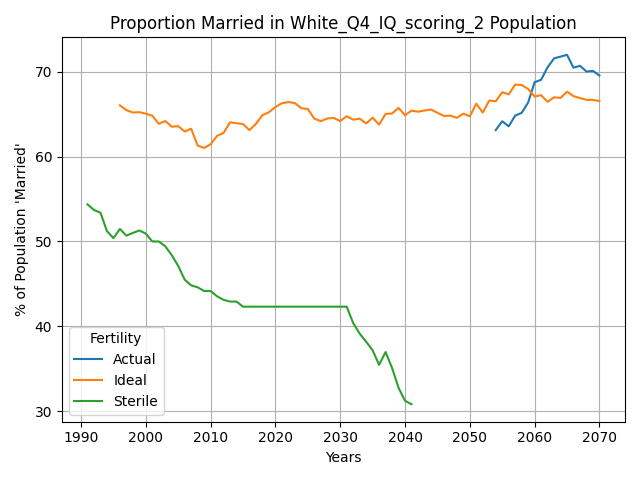 Proportion Married in White_Q4_IQ_scoring_2 Population
% of Population 'Married'
70
60
50
40
30
Fertility
Actual
Ideal
Sterile
1990 2000 2010 2020 2030 2040 2050 2060 2070
Years